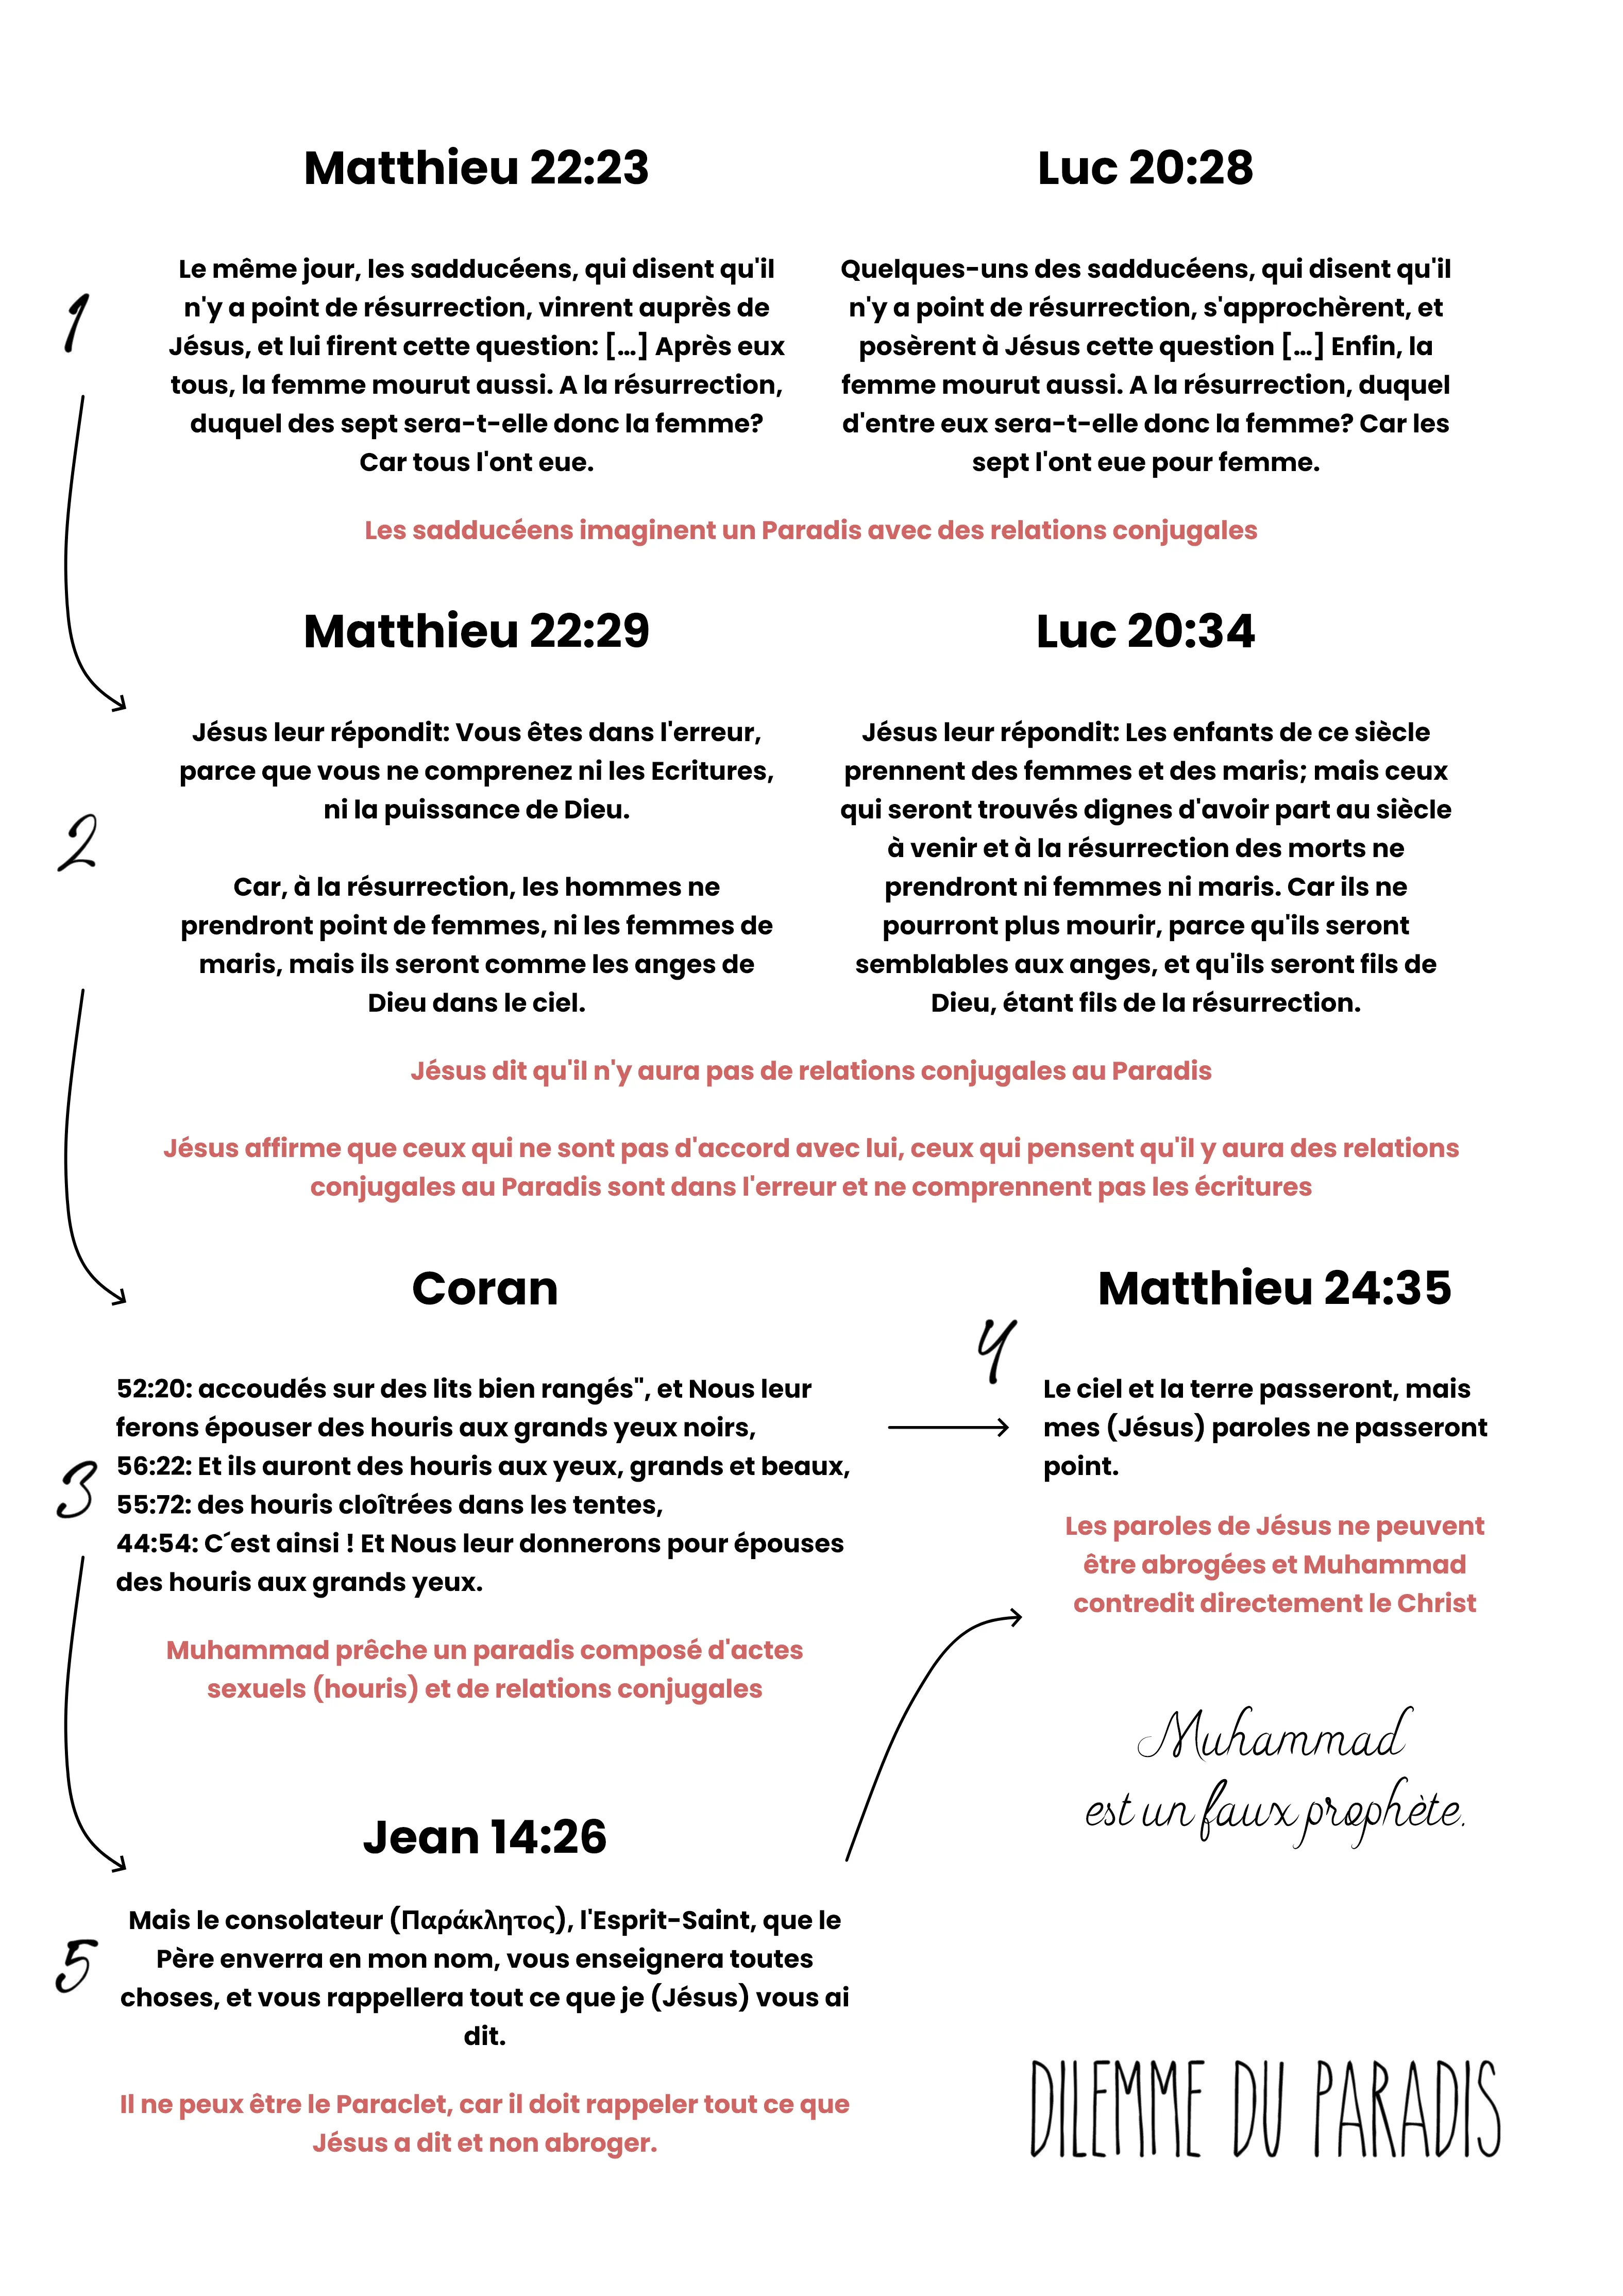 Matthieu 22:23
Le même jour, les sadducéens, qui disent qu'il
n'y a point de résurrection, vinrent auprès de
Jésus, et lui firent cette question: [...] Après eux
tous, la femme mourut aussi. A la résurrection,
duquel des sept sera-t-elle donc la femme?
Car tous l'ont eue.
Luc 20:28
Quelques-uns des sadducéens, qui disent qu'il
n'y a point de résurrection, s'approchèrent, et
posèrent à Jésus cette question [...] Enfin, la
femme mourut aussi. A la résurrection, duquel
d'entre eux sera-t-elle donc la femme? Car les
sept l'ont eue pour femme.
1
Les sadducéens imaginent un Paradis avec des relations conjugales
Matthieu 22:29
Jésus leur répondit: Vous êtes dans l'erreur,
parce que vous ne comprenez ni les Ecritures,
ni la puissance de Dieu.
Car, à la résurrection, les hommes ne
prendront point de femmes, ni les femmes de
maris, mais ils seront comme les anges de
Dieu dans le ciel.
Luc 20:34
Jésus leur répondit: Les enfants de ce siècle
prennent des femmes et des maris; mais ceux
qui seront trouvés dignes d'avoir part au siècle
à venir et à la résurrection des morts ne
prendront ni femmes ni maris. Car ils ne
pourront plus mourir, parce qu'ils seront
semblables aux anges, et qu'ils seront fils de
Dieu, étant fils de la résurrection.
2
Jésus dit qu'il n'y aura pas de relations conjugales au Paradis
Jésus affirme que ceux qui ne sont pas d'accord avec lui, ceux qui pensent qu'il y aura des relations
conjugales au Paradis sont dans l'erreur et ne comprennent pas les écritures
Coran
52:20: accoudés sur des lits bien rangés", et Nous leur
ferons épouser des houris aux grands yeux noirs,
56:22: Et ils auront des houris aux yeux, grands et beaux,
55:72: des houris cloîtrées dans les tentes,
44:54: C´est ainsi ! Et Nous leur donnerons pour épouses
des houris aux grands yeux.
3
Muhammad prêche un paradis composé d'actes
sexuels (houris) et de relations conjugales
4
Matthieu 24:35
Le ciel et la terre passeront, mais
mes (Jésus) paroles ne passeront
point.
Les paroles de Jésus ne peuvent
être abrogées et Muhammad
contredit directement le Christ
Muhammad
est un faux prophète.
Jean 14:26
5
Mais le consolateur (Παράκλητος), l'Esprit-Saint, que le
Père enverra en mon nom, vous enseignera toutes
choses, et vous rappellera tout ce que je (Jésus) vous ai
dit.
Il ne peux être le Paraclet, car il doit rappeler tout ce que
Jésus a dit et non abroger.
DILEMME DU PARADIS